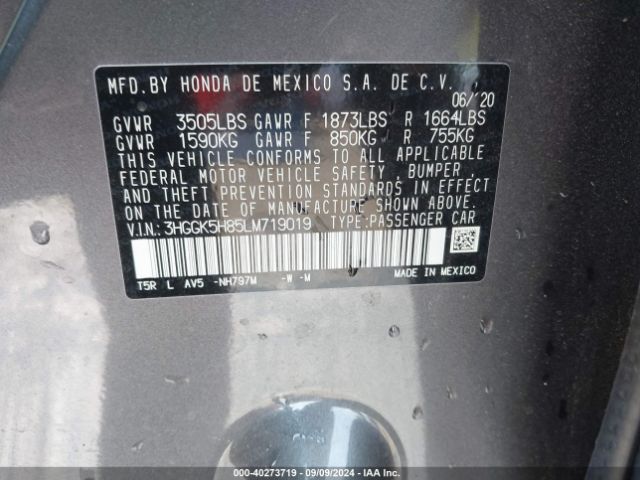 MFD.BY HONDA DE MEXICO S.A. DE C.V.
06/'20
GVWR 3505LBS GAWR F 1873LBS R 1664LBS
GVWR 1590KG GAWR F 850KG R 755KG
THIS VEHICLE CONFORMS TO ALL APPLICABLE
FEDERAL MOTOR VEHICLE SAFETY, BUMPER,
AND THEFT PREVENTION STANDARDS IN EFFECT
ON THE DATE OF MANUFACTURE SHOWN ABOVE.
V.I.N.: 3HGGK5H85LM719019 TYPE:PASSENGER CAR
T5R L AV5 -NH797M -W -M MADE IN MEXICO
000-40273719 - 09/09/2024 - IAA Inc.